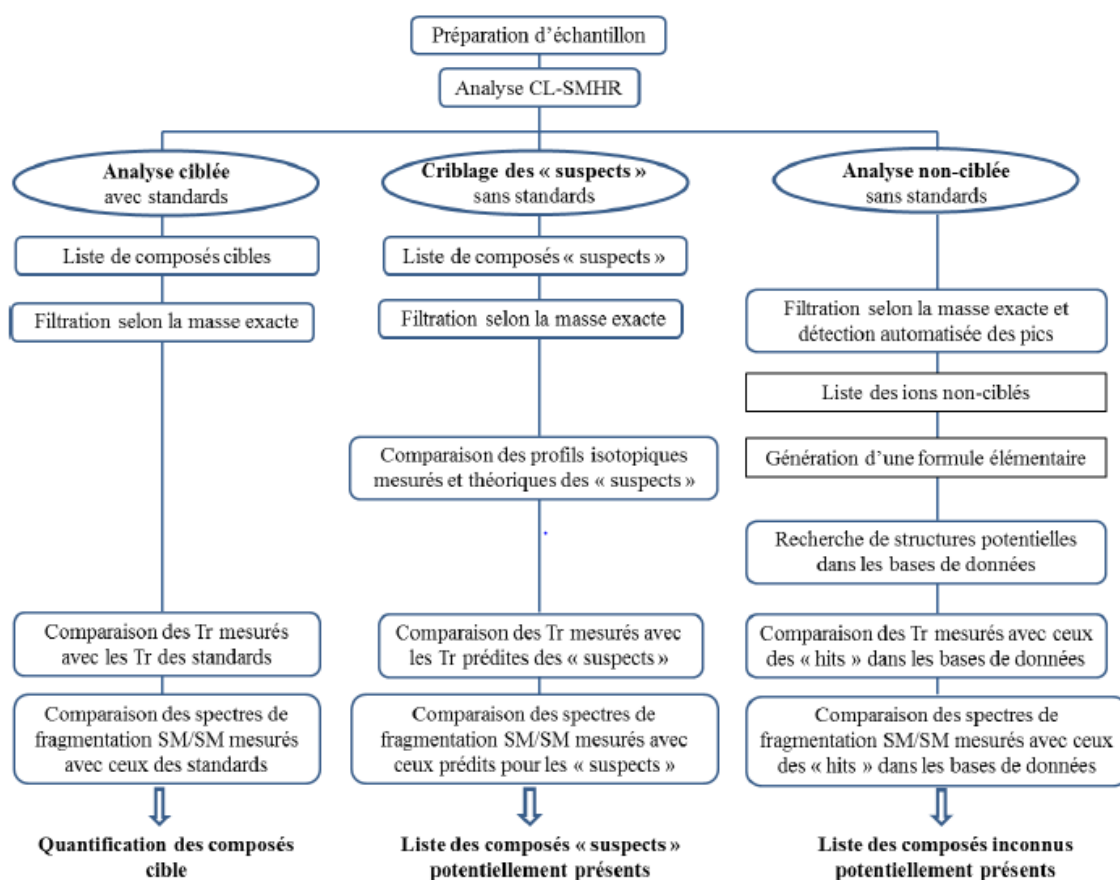 Préparation d'échantillon
Analyse CL-SMHR
Analyse ciblée
avec standards
Liste de composés cibles
Filtration selon la masse exacte
Comparaison des Tr mesurés
avec les Tr des standards
Comparaison des spectres de
fragmentation SM/SM mesurés
avec ceux des standards
Quantification des composés
cible
Criblage des « suspects »
sans standards
Liste de composés « suspects »
Filtration selon la masse exacte
Comparaison des profils isotopiques
mesurés et théoriques des « suspects »
Comparaison des Tr mesurés avec
les Tr prédites des « suspects »
Comparaison des spectres de
fragmentation SM/SM mesurés avec
ceux prédits pour les « suspects »
Liste des composés « suspects »
potentiellement présents
Analyse non-ciblée
sans standards
Filtration selon la masse exacte et
détection automatisée des pics
Liste des ions non-ciblés
Génération d'une formule élémentaire
Recherche de structures potentielles
dans les bases de données
Comparaison des Tr mesurés avec ceux
des « hits » dans les bases de données
Comparaison des spectres de
fragmentation SM/SM mesurés avec ceux
des « hits » dans les bases de données
Liste des composés inconnus
potentiellement présents